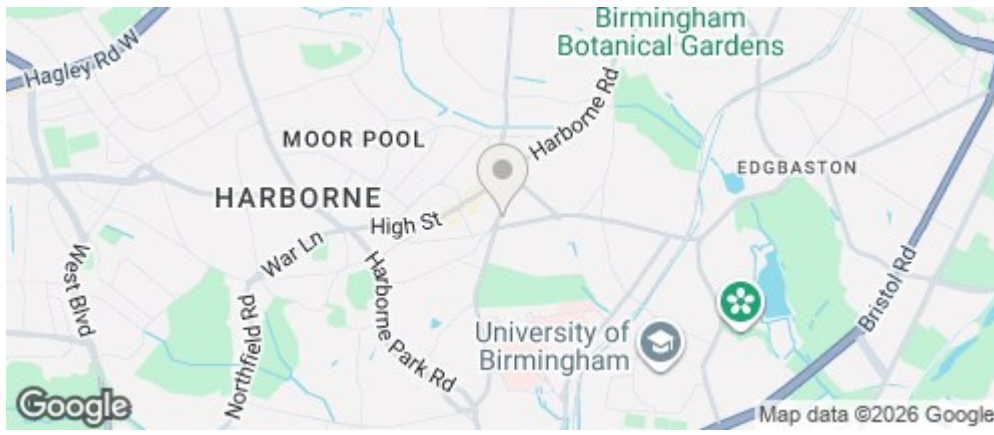 Birmingham
Botanical Gardens
Hagley Rd W
Harborne Rd
MOOR POOL
EDGBASTON
HARBORNE
High St
War Ln
West Blvd
Harborne Park Rd
Northfield Rd
Bristol Rd
University of
Birmingham
Google
Map data ©2026 Google